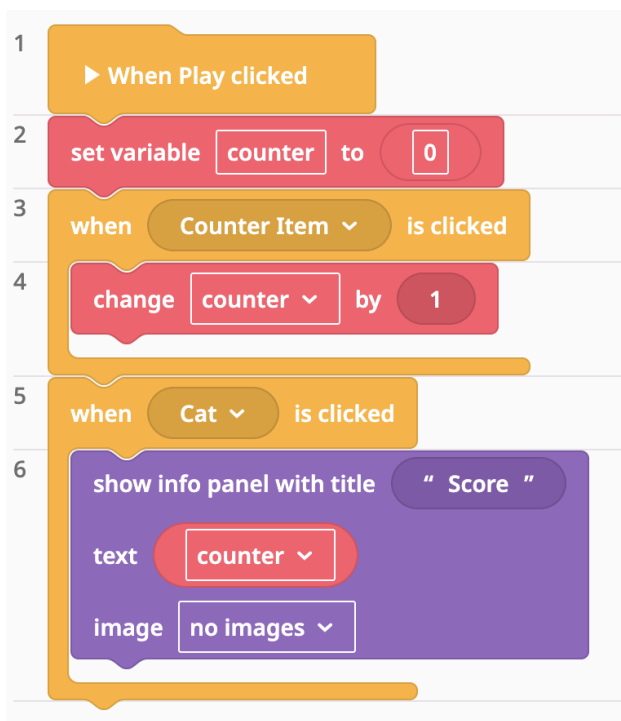 1
When Play clicked
2
set variable counter to 0
3
when Counter Item is clicked
4
change counter by 1
5
when Cat is clicked
6
show info panel with title “ Score ”
text counter
image no images